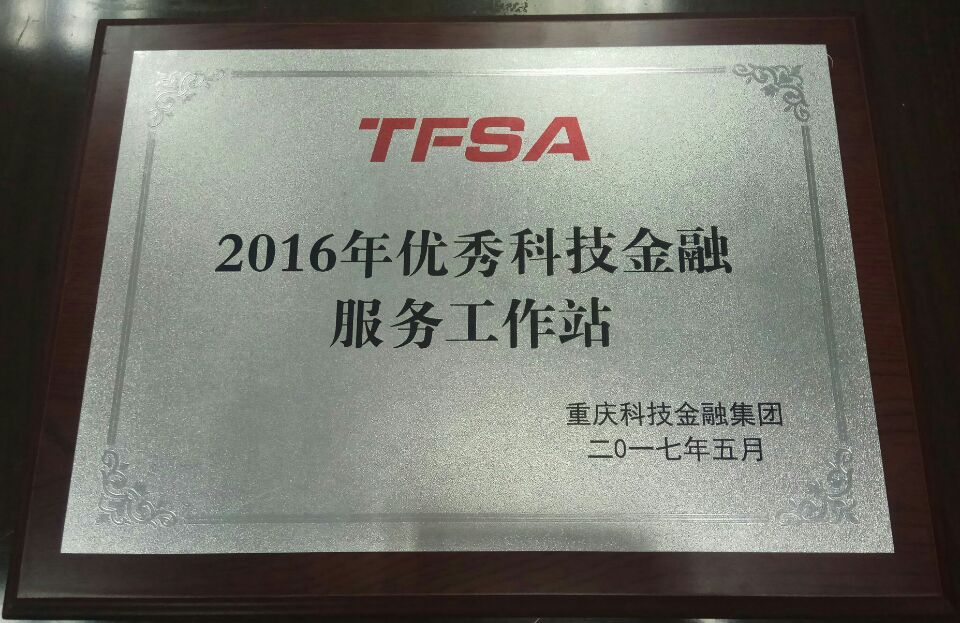 TFSA
2016年优秀科技金融
服务工作站
重庆科技金融集团
二0一七年五月